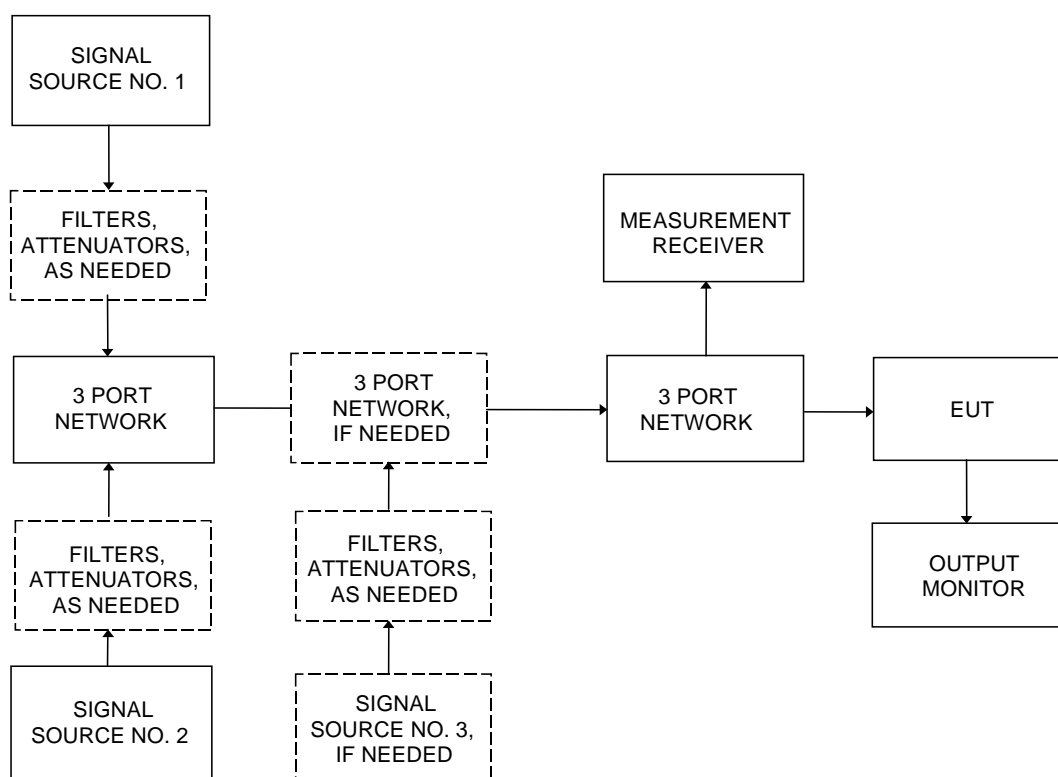 SIGNAL
SOURCE NO. 1
FILTERS,
ATTENUATORS,
AS NEEDED
MEASUREMENT
RECEIVER
3 PORT
NETWORK
3 PORT
NETWORK,
IF NEEDED
3 PORT
NETWORK
EUT
FILTERS,
ATTENUATORS,
AS NEEDED
FILTERS,
ATTENUATORS,
AS NEEDED
OUTPUT
MONITOR
SIGNAL
SOURCE NO. 2
SIGNAL
SOURCE NO. 3,
IF NEEDED